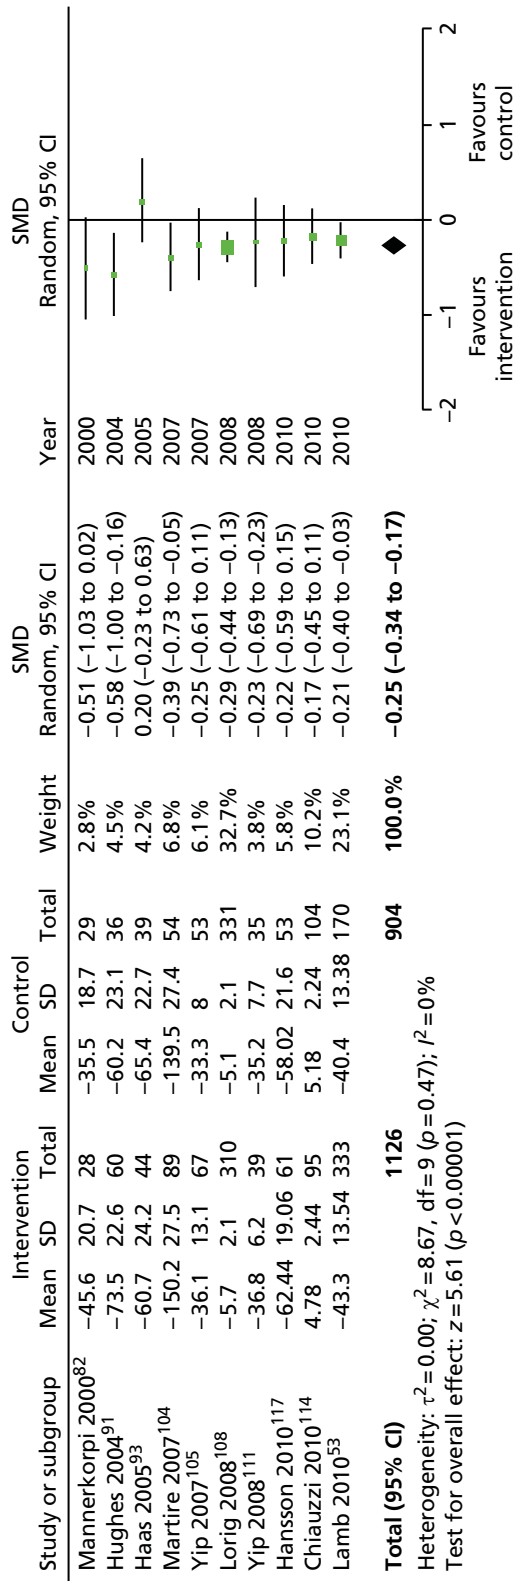 Intervention Control SMD SMD
Study or subgroup Mean SD Total Mean SD Total Weight Random, 95% CI Year Random, 95% CI
Mannerkorpi 2000⁸² −45.6 20.7 28 −35.5 18.7 29 2.8% −0.51 (−1.03 to 0.02) 2000
Hughes 2004⁹¹ −73.5 22.6 60 −60.2 23.1 36 4.5% −0.58 (−1.00 to −0.16) 2004
Haas 2005⁹³ −60.7 24.2 44 −65.4 22.7 39 4.2% 0.20 (−0.23 to 0.63) 2005
Martire 2007¹⁰⁴ −150.2 27.5 89 −139.5 27.4 54 6.8% −0.39 (−0.73 to −0.05) 2007
Yip 2007¹⁰⁵ −36.1 13.1 67 −33.3 8 53 6.1% −0.25 (−0.61 to 0.11) 2007
Lorig 2008¹⁰⁸ −5.7 2.1 310 −5.1 2.1 331 32.7% −0.29 (−0.44 to −0.13) 2008
Yip 2008¹¹¹ −36.8 6.2 39 −35.2 7.7 35 3.8% −0.23 (−0.69 to −0.23) 2008
Hansson 2010¹¹⁷ −62.44 19.06 61 −58.02 21.6 53 5.8% −0.22 (−0.59 to 0.15) 2010
Chiauzzi 2010¹¹⁴ 4.78 2.44 95 5.18 2.24 104 10.2% −0.17 (−0.45 to 0.11) 2010
Lamb 2010⁵³ −43.3 13.54 333 −40.4 13.38 170 23.1% −0.21 (−0.40 to −0.03) 2010
Total (95% CI) 1126 904 100.0% −0.25 (−0.34 to −0.17)
Heterogeneity: τ²=0.00; χ²=8.67, df=9 (p=0.47); I²=0%
Test for overall effect: z=5.61 (p<0.00001)
−2 −1 0 1 2
Favours Favours
intervention control